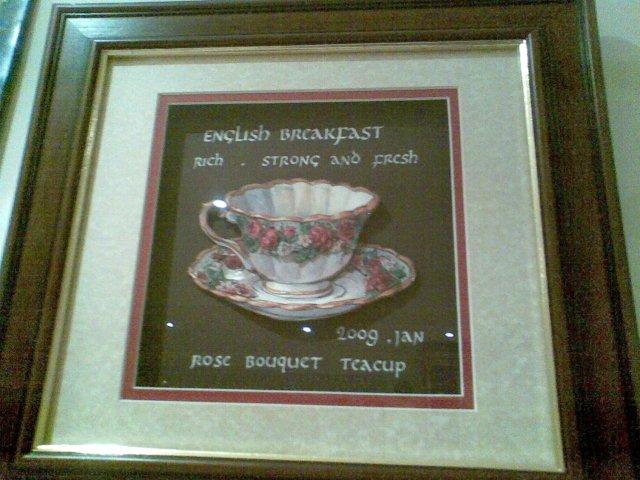 English Breakfast
Rich . Strong and Fresh
2009 . Jan
Rose Bouquet Teacup